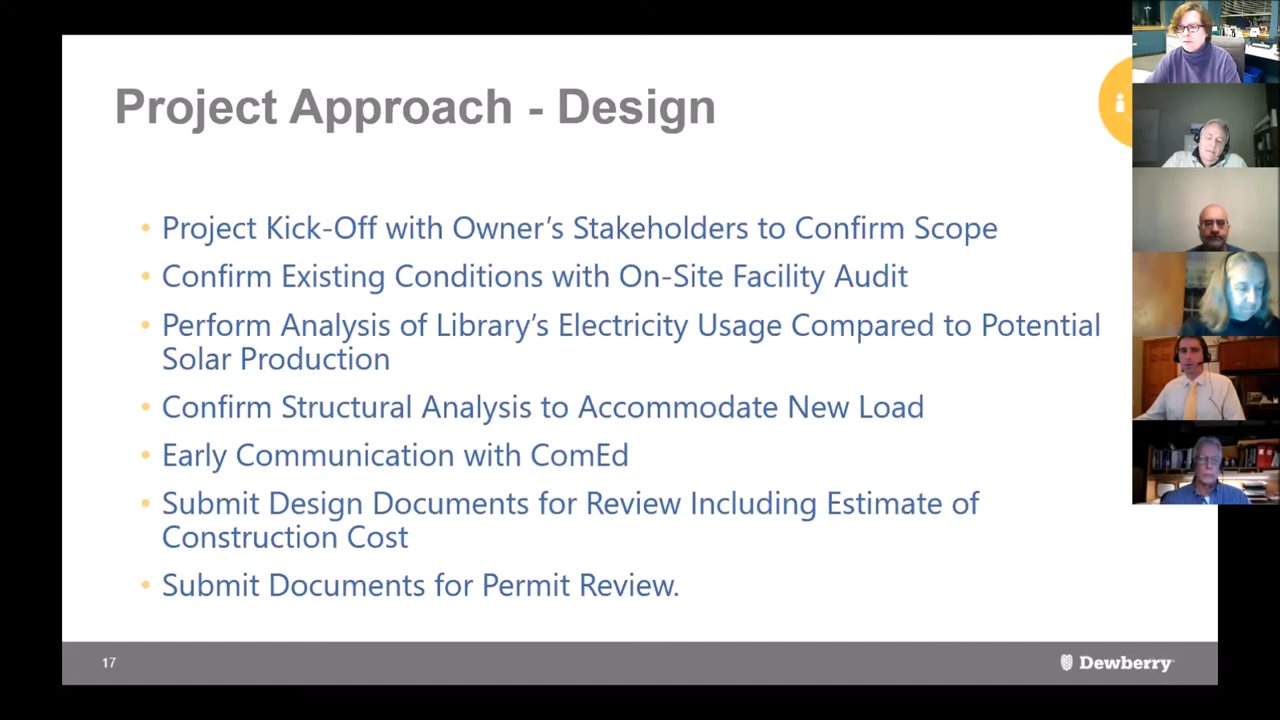 Project Approach - Design
• Project Kick-Off with Owner’s Stakeholders to Confirm Scope
• Confirm Existing Conditions with On-Site Facility Audit
• Perform Analysis of Library’s Electricity Usage Compared to Potential
Solar Production
• Confirm Structural Analysis to Accommodate New Load
• Early Communication with ComEd
• Submit Design Documents for Review Including Estimate of
Construction Cost
• Submit Documents for Permit Review.
17
Dewberry